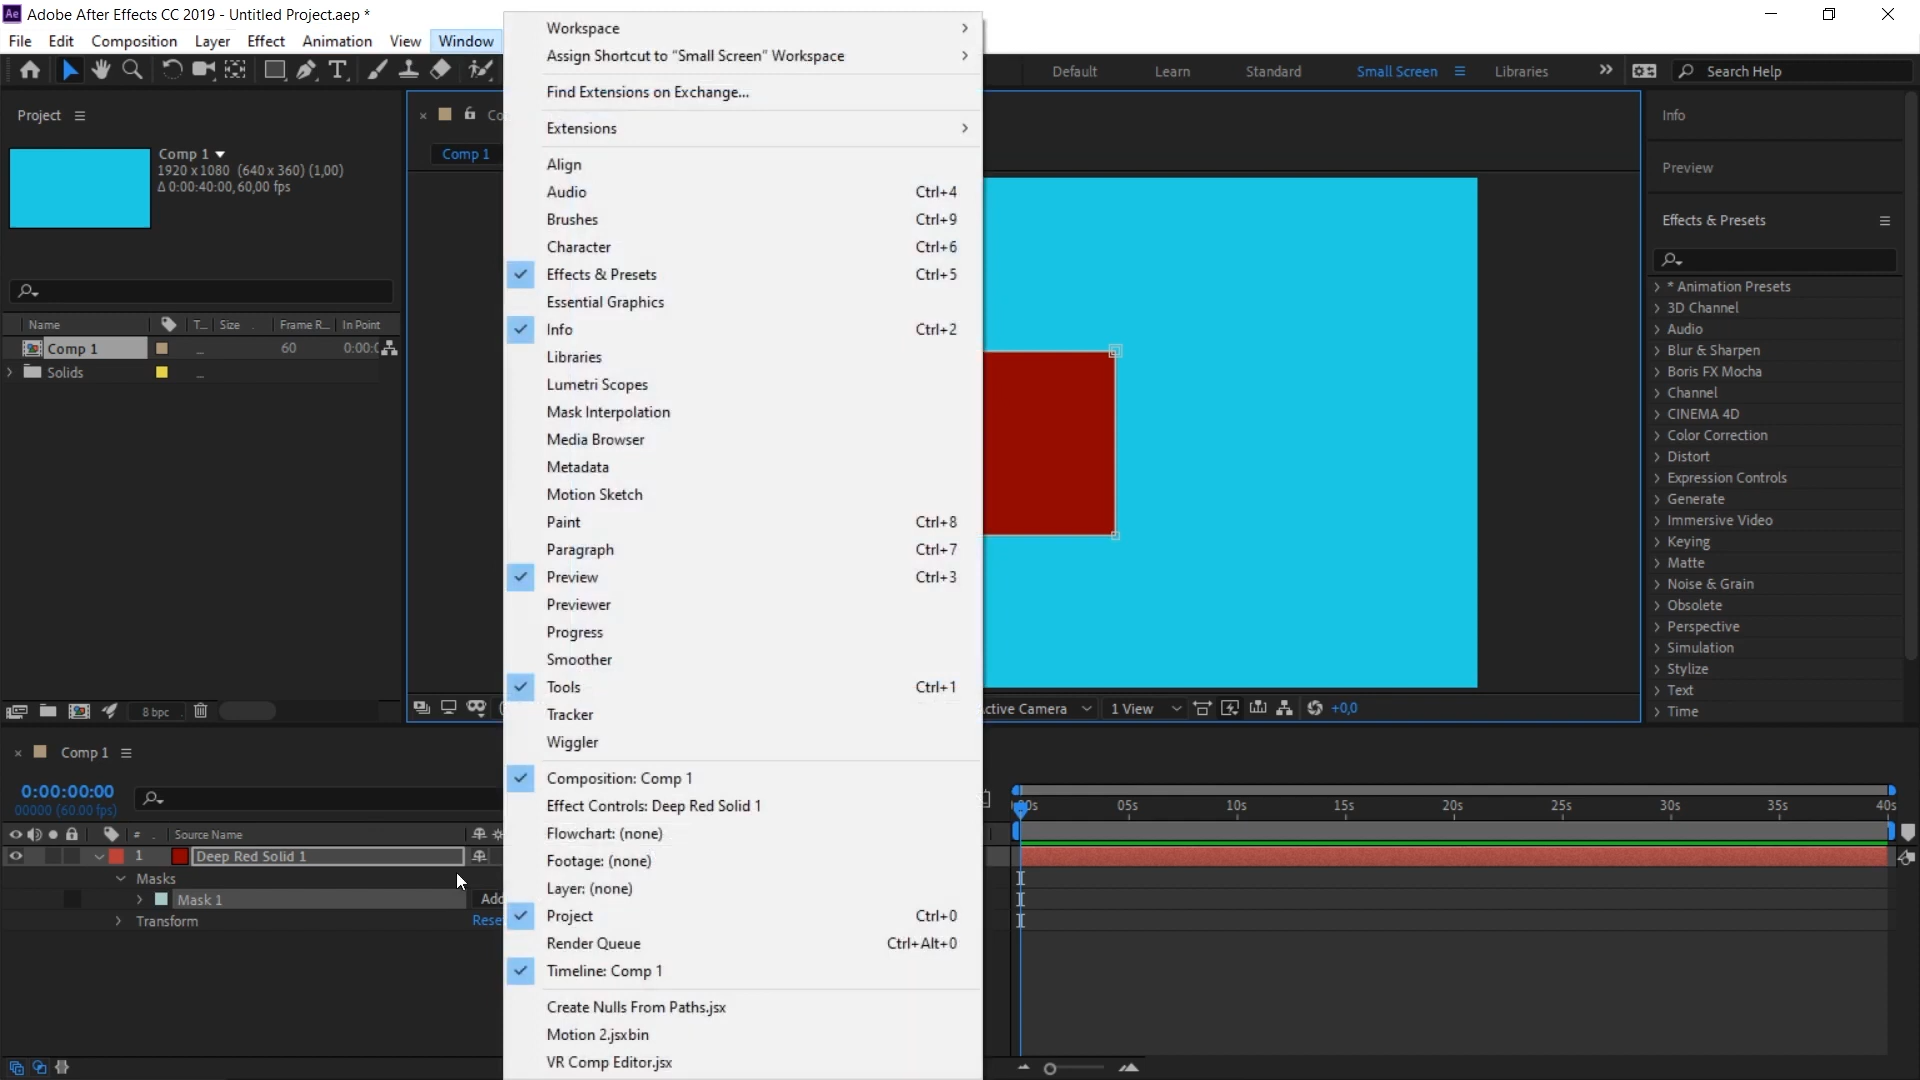 Adobe After Effects CC 2019 - Untitled Project.aep *
File Edit Composition Layer Effect Animation View Window
Default Learn Standard Small Screen Libraries Search Help
Workspace
Assign Shortcut to "Small Screen" Workspace
Find Extensions on Exchange...
Extensions
Align
Audio Ctrl+4
Brushes Ctrl+9
Character Ctrl+6
Effects & Presets Ctrl+5
Essential Graphics
Info Ctrl+2
Libraries
Lumetri Scopes
Mask Interpolation
Media Browser
Metadata
Motion Sketch
Paint Ctrl+8
Paragraph Ctrl+7
Preview Ctrl+3
Previewer
Progress
Smoother
Tools Ctrl+1
Tracker
Wiggler
Composition: Comp 1
Effect Controls: Deep Red Solid 1
Flowchart: (none)
Footage: (none)
Layer: (none)
Project Ctrl+0
Render Queue Ctrl+Alt+0
Timeline: Comp 1
Create Nulls From Paths.jsx
Motion 2.jsxbin
VR Comp Editor.jsx
Project
Comp 1
1920 x 1080 (640 x 360) (1,00)
Δ 0:00:40:00, 60,00 fps
Name T... Size Frame R... In Point
Comp 1 60 0:00:
Solids
8 bpc
Comp 1
ctive Camera 1 View +0,0
Info
Preview
Effects & Presets
* Animation Presets
3D Channel
Audio
Blur & Sharpen
Boris FX Mocha
Channel
CINEMA 4D
Color Correction
Distort
Expression Controls
Generate
Immersive Video
Keying
Matte
Noise & Grain
Obsolete
Perspective
Simulation
Stylize
Text
Time
Comp 1
0:00:00:00
00000 (60.00 fps)
# Source Name
1 Deep Red Solid 1
Masks
Mask 1 Add
Transform Rese
00s 05s 10s 15s 20s 25s 30s 35s 40s